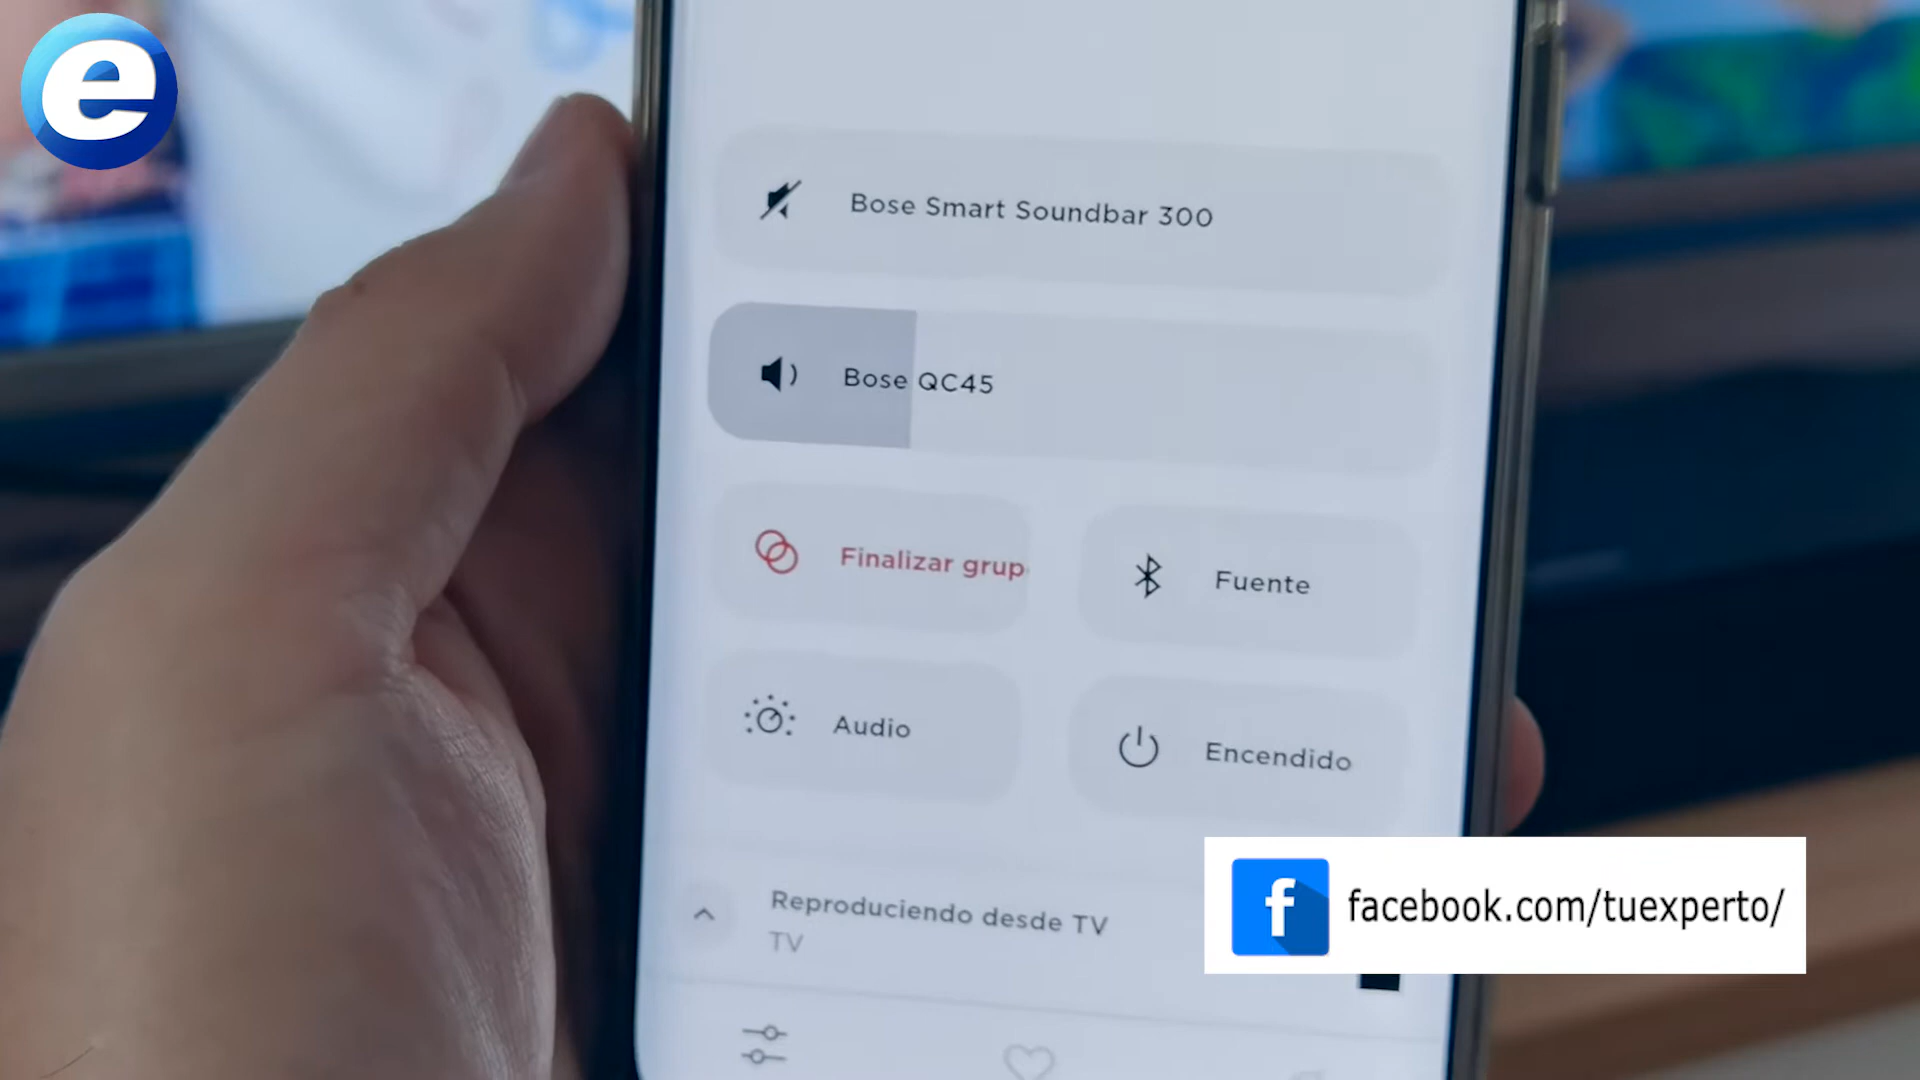 e
Bose Smart Soundbar 300
Bose QC45
Finalizar grup
Fuente
Audio
Encendido
Reproduciendo desde TV
TV
f facebook.com/tuexperto/